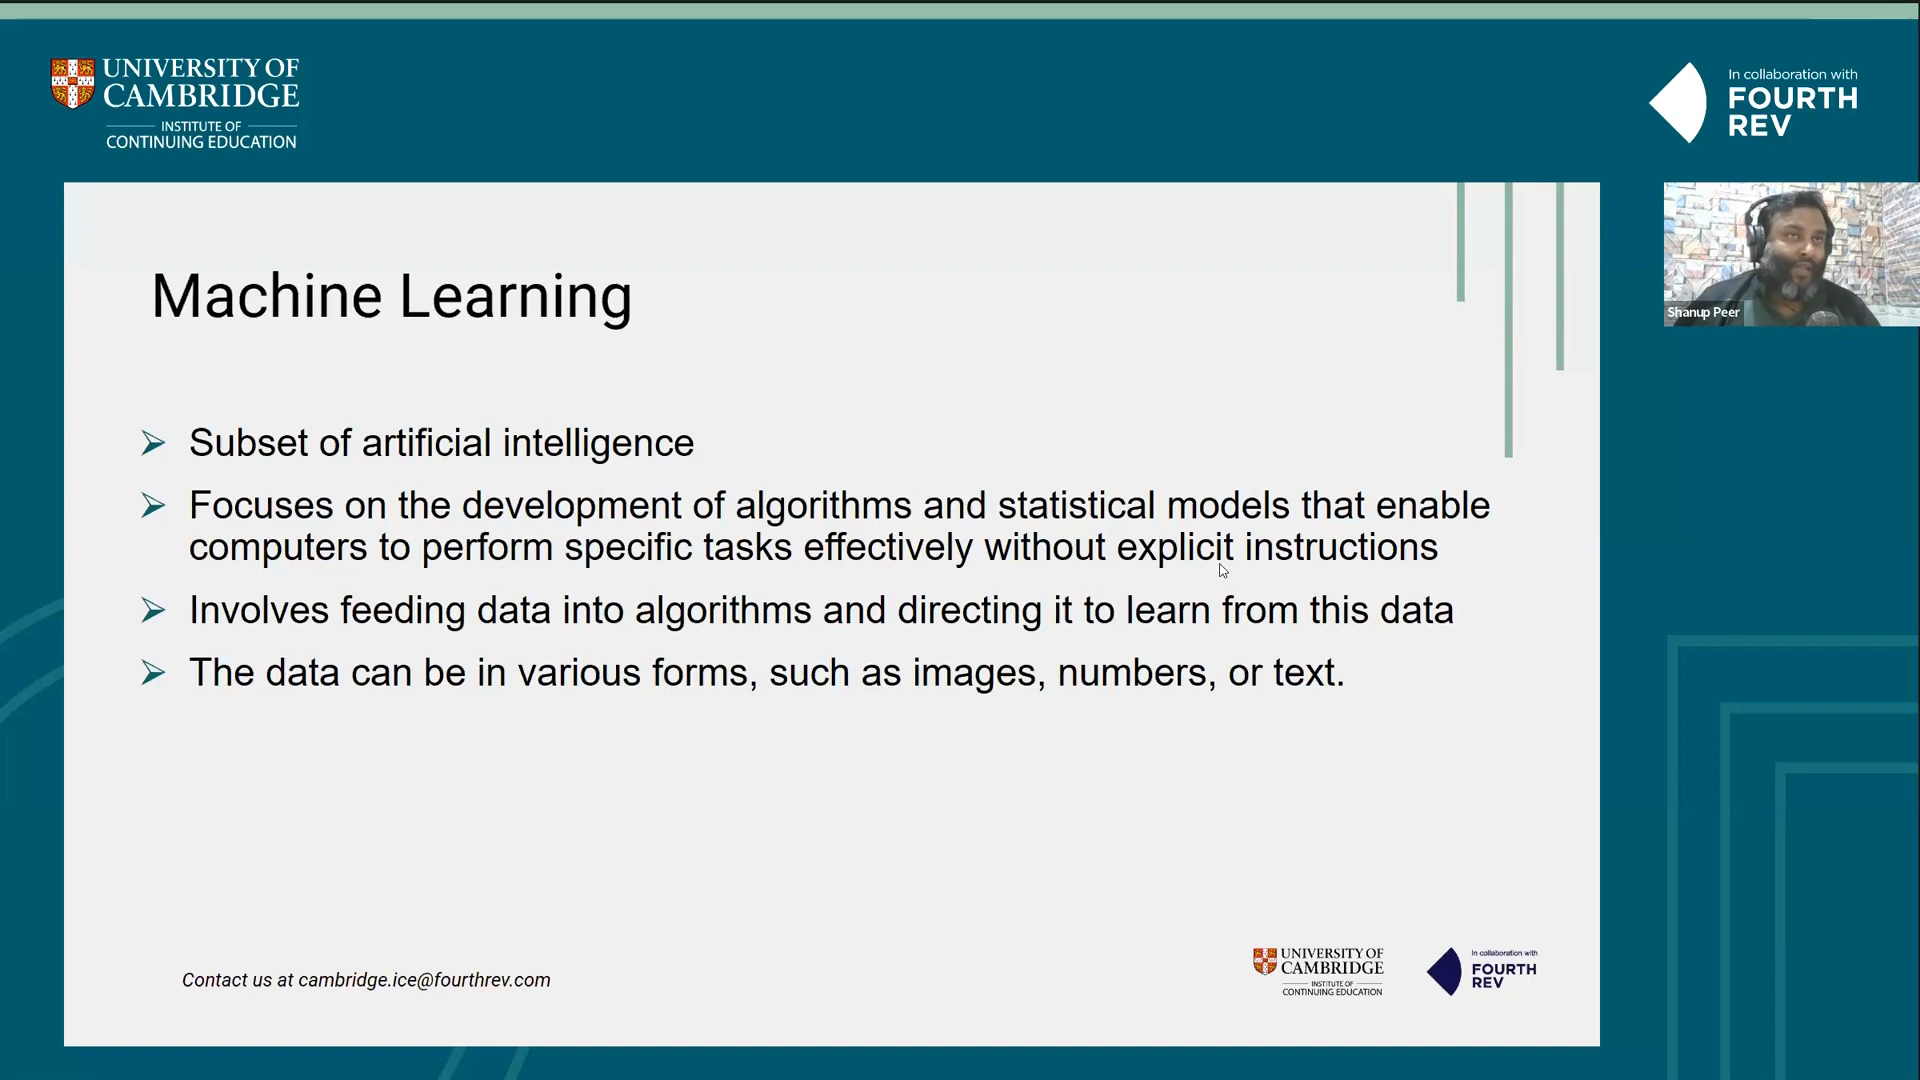 UNIVERSITY OF
CAMBRIDGE
INSTITUTE OF
CONTINUING EDUCATION
In collaboration with
FOURTH
REV
Shanup Peer
Machine Learning
Subset of artificial intelligence
Focuses on the development of algorithms and statistical models that enable
computers to perform specific tasks effectively without explicit instructions
Involves feeding data into algorithms and directing it to learn from this data
The data can be in various forms, such as images, numbers, or text.
Contact us at cambridge.ice@fourthrev.com
UNIVERSITY OF
CAMBRIDGE
INSTITUTE OF
CONTINUING EDUCATION
In collaboration with
FOURTH
REV